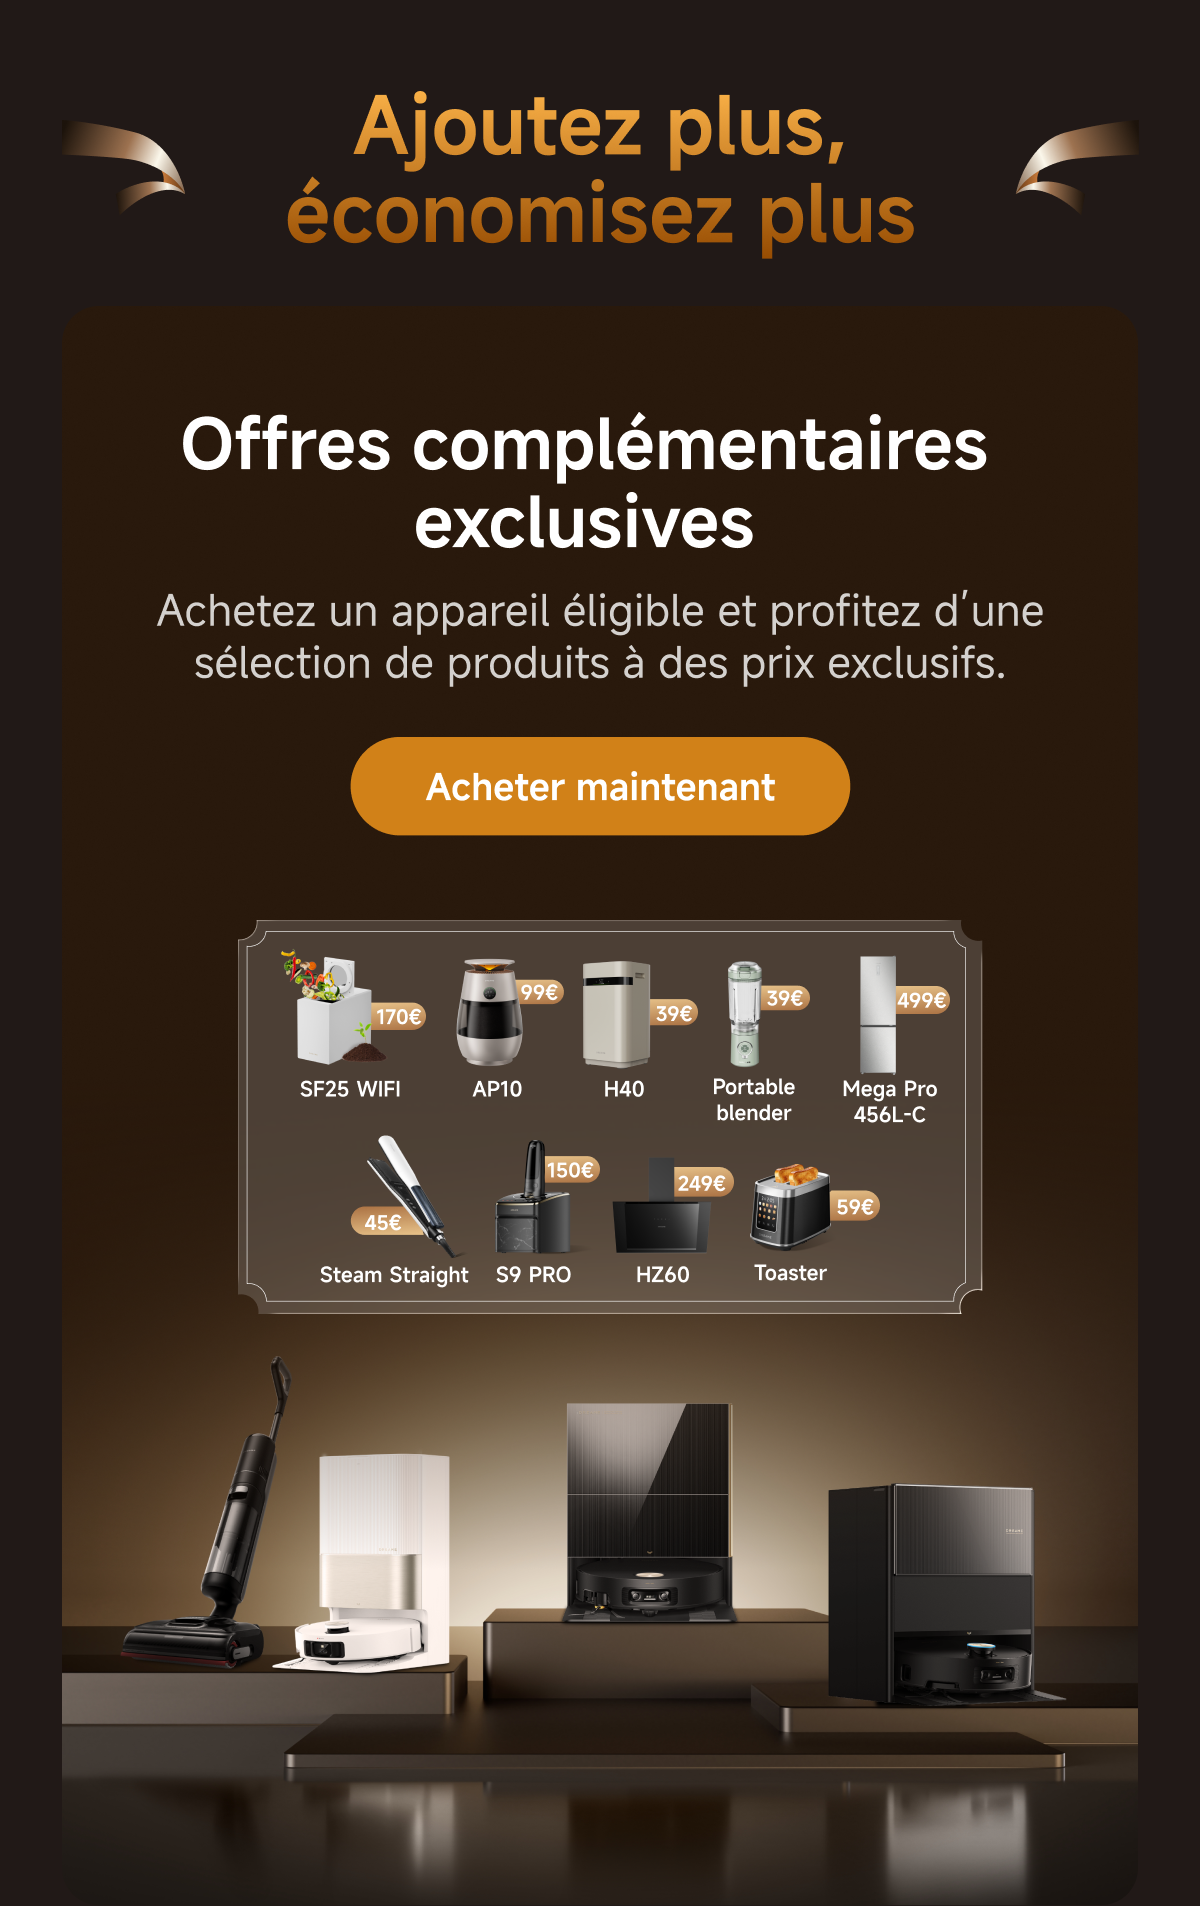 Ajoutez plus,
économisez plus
Offres complémentaires
exclusives
Achetez un appareil éligible et profitez d'une
sélection de produits à des prix exclusifs.
Acheter maintenant
170€
99€
39€
39€
499€
SF25 WIFI
AP10
H40
Portable
blender
Mega Pro
456L-C
45€
150€
249€
59€
Steam Straight
S9 PRO
HZ60
Toaster